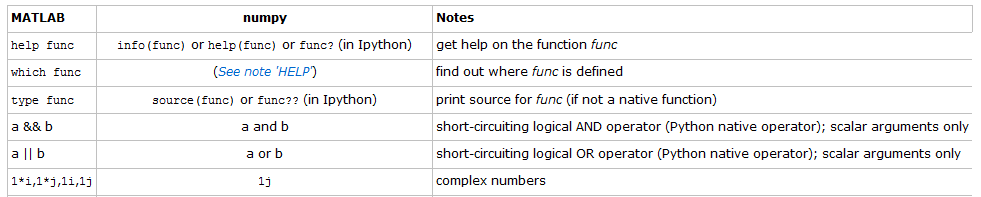 MATLAB numpy Notes
help func info(func) or help(func) or func? (in Ipython) get help on the function func
which func (See note 'HELP') find out where func is defined
type func source(func) or func?? (in Ipython) print source for func (if not a native function)
a && b a and b short-circuiting logical AND operator (Python native operator); scalar arguments only
a || b a or b short-circuiting logical OR operator (Python native operator); scalar arguments only
1*i,1*j,1i,1j 1j complex numbers